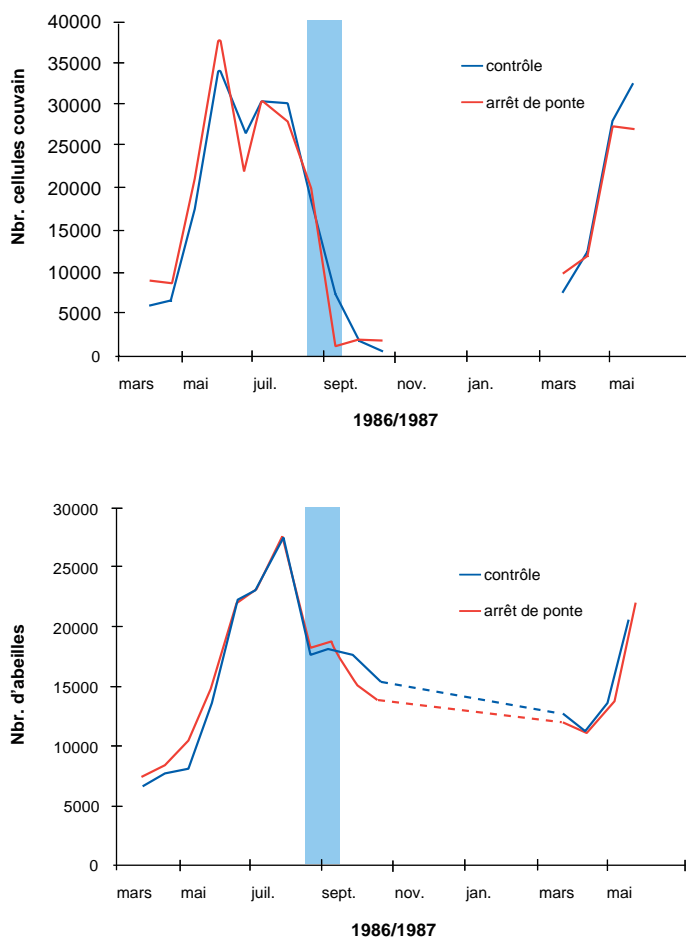 40000
35000
30000
25000
20000
15000
10000
5000
0
Nbr. cellules couvain
contrôle
arrêt de ponte
mars mai juil. sept. nov. jan. mars mai
1986/1987
30000
25000
20000
15000
10000
5000
0
Nbr. d'abeilles
contrôle
arrêt de ponte
mars mai juil. sept. nov. jan. mars mai
1986/1987